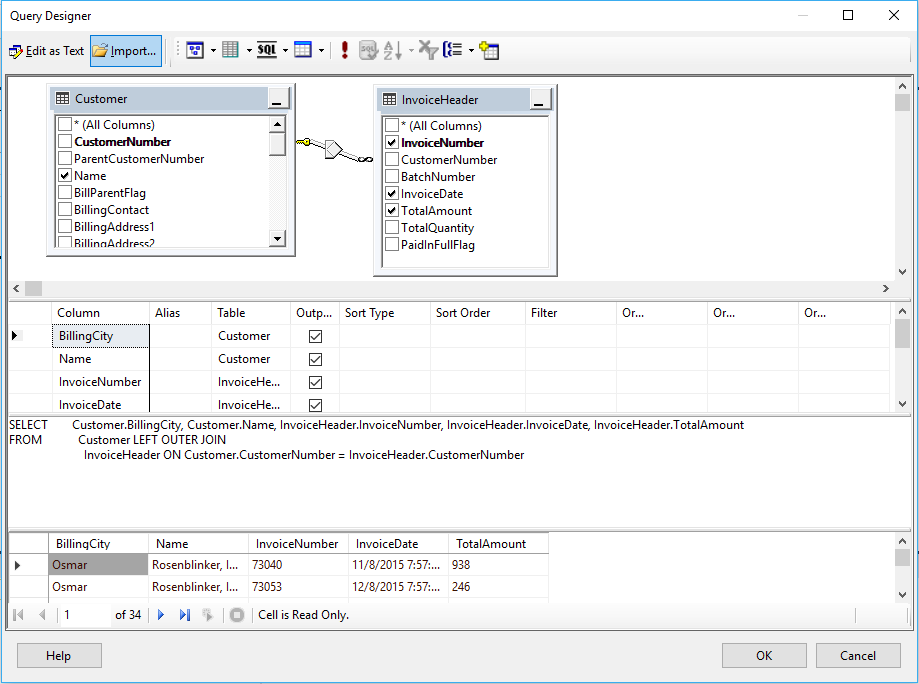 Query Designer
Edit as Text Import... SQL SQL
Customer
* (All Columns)
CustomerNumber
ParentCustomerNumber
Name
BillParentFlag
BillingContact
BillingAddress1
BillingAddress2
InvoiceHeader
* (All Columns)
InvoiceNumber
CustomerNumber
BatchNumber
InvoiceDate
TotalAmount
TotalQuantity
PaidInFullFlag
Column Alias Table Outp... Sort Type Sort Order Filter Or... Or... Or...
BillingCity Customer
Name Customer
InvoiceNumber InvoiceHe...
InvoiceDate InvoiceHe...
SELECT Customer.BillingCity, Customer.Name, InvoiceHeader.InvoiceNumber, InvoiceHeader.InvoiceDate, InvoiceHeader.TotalAmount
FROM Customer LEFT OUTER JOIN
InvoiceHeader ON Customer.CustomerNumber = InvoiceHeader.CustomerNumber
BillingCity Name InvoiceNumber InvoiceDate TotalAmount
Osmar Rosenblinker, I... 73040 11/8/2015 7:57:... 938
Osmar Rosenblinker, I... 73053 12/8/2015 7:57:... 246
1 of 34 Cell is Read Only.
Help OK Cancel